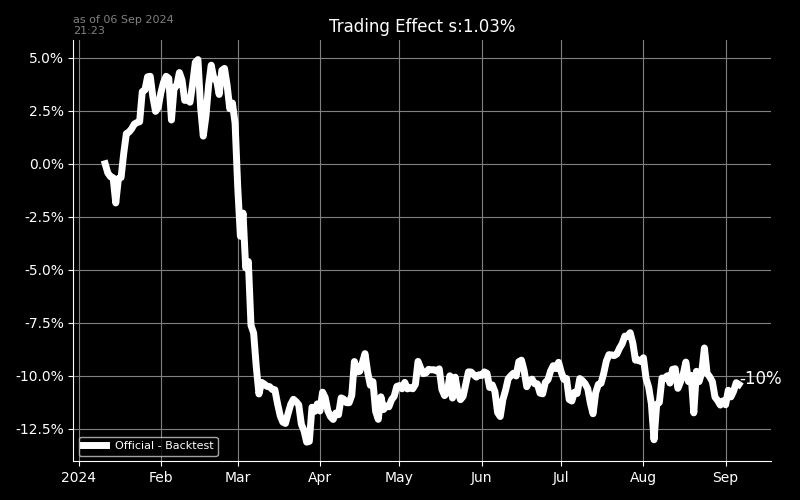 as of 06 Sep 2024
21:23
Trading Effect s:1.03%
5.0%
2.5%
0.0%
-2.5%
-5.0%
-7.5%
-10.0%
-12.5%
-10%
Official - Backtest
2024 Feb Mar Apr May Jun Jul Aug Sep